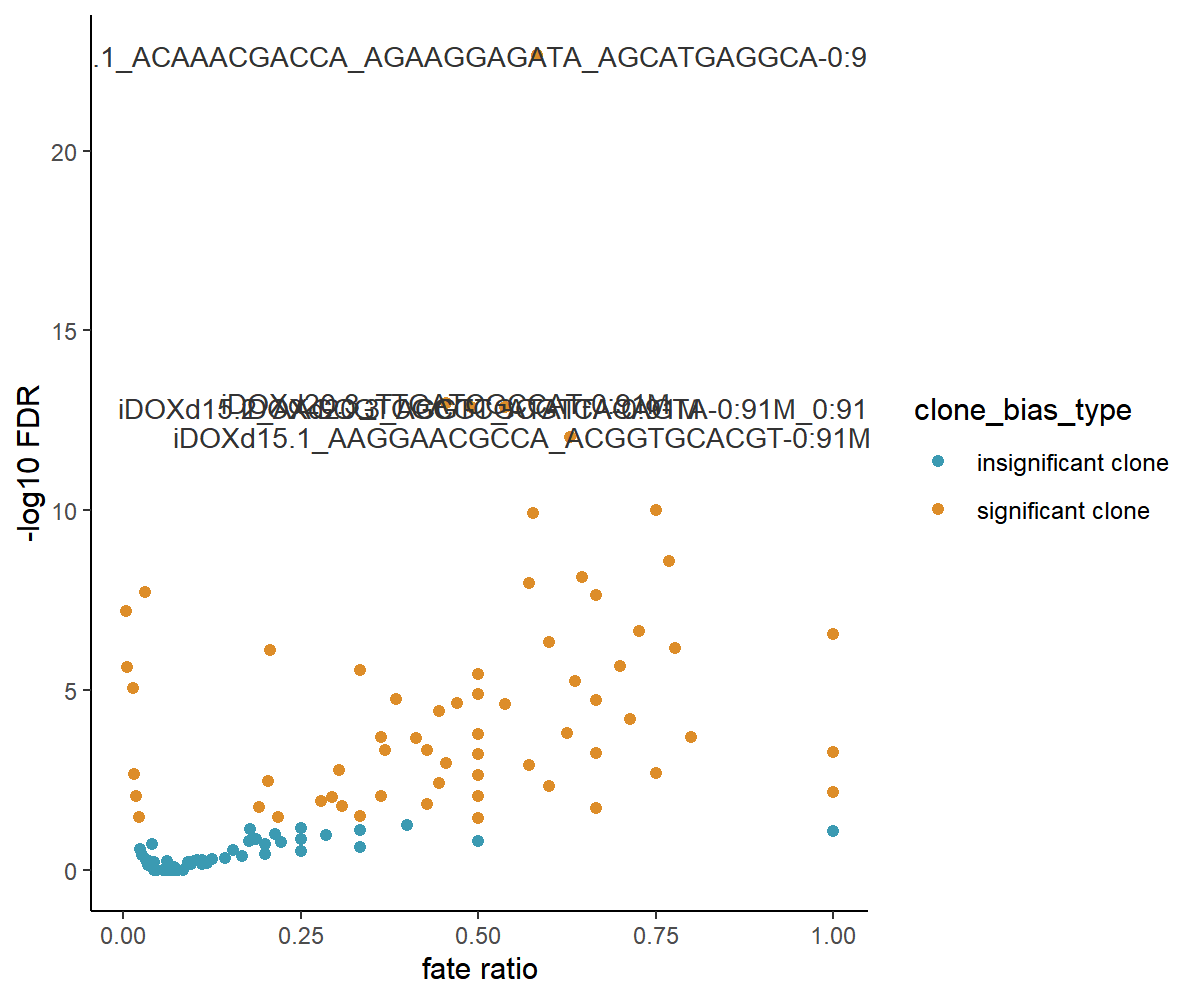 .1_ACAAACGACCA_AGAAGGAGATA_AGCATGAGGCA-0:9
20
15
iDOXd15.1_AAGGAACGCCA_ACGGTGCACGT-0:91M
10
5
0
-log10 FDR
0.00 0.25 0.50 0.75 1.00
fate ratio
clone_bias_type
insignificant clone
significant clone